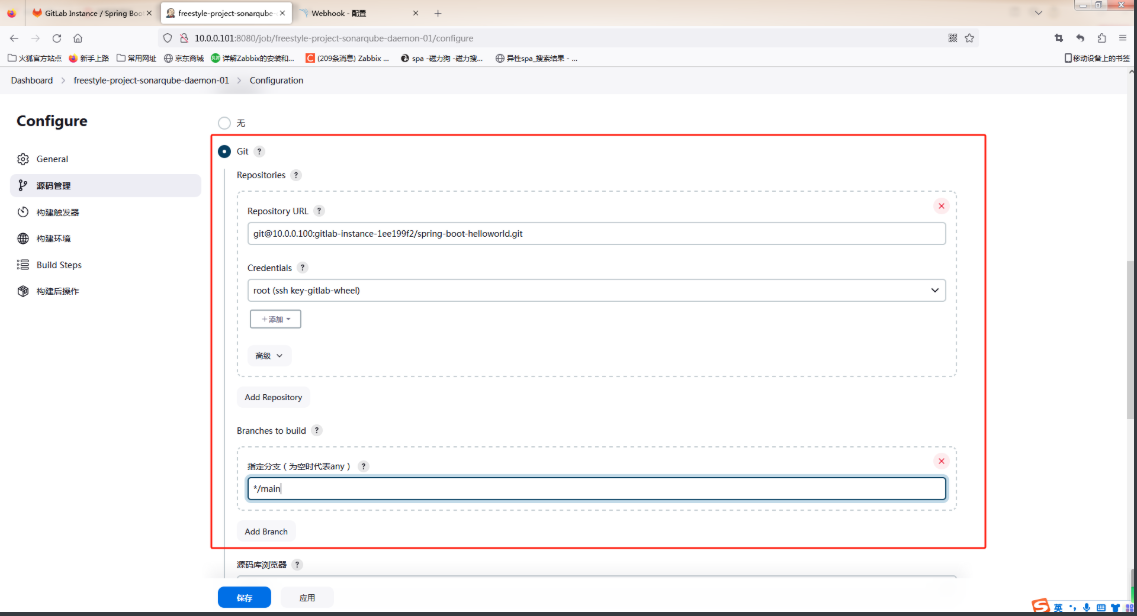 GitLab Instance / Spring Boo
freestyle-project-sonarqube-
Webhook - 配置
10.0.0.101:8080/job/freestyle-project-sonarqube-daemon-01/configure
火狐官方站点
新手上路
常用网址
京东商城
详解Zabbix的安装和...
(209条消息) Zabbix ...
spa -磁力狗 -磁力搜...
异性spa_搜索结果 - ...
移动设备上的书签
Dashboard > freestyle-project-sonarqube-daemon-01 > Configuration
Configure
General
源码管理
构建触发器
构建环境
Build Steps
构建后操作
无
Git ?
Repositories ?
Repository URL ?
git@10.0.0.100:gitlab-instance-1ee199f2/spring-boot-helloworld.git
Credentials ?
root (ssh key-gitlab-wheel)
+添加
高级
Add Repository
Branches to build ?
指定分支（为空时代表any） ?
*/main
Add Branch
源码库浏览器 ?
保存
应用
英